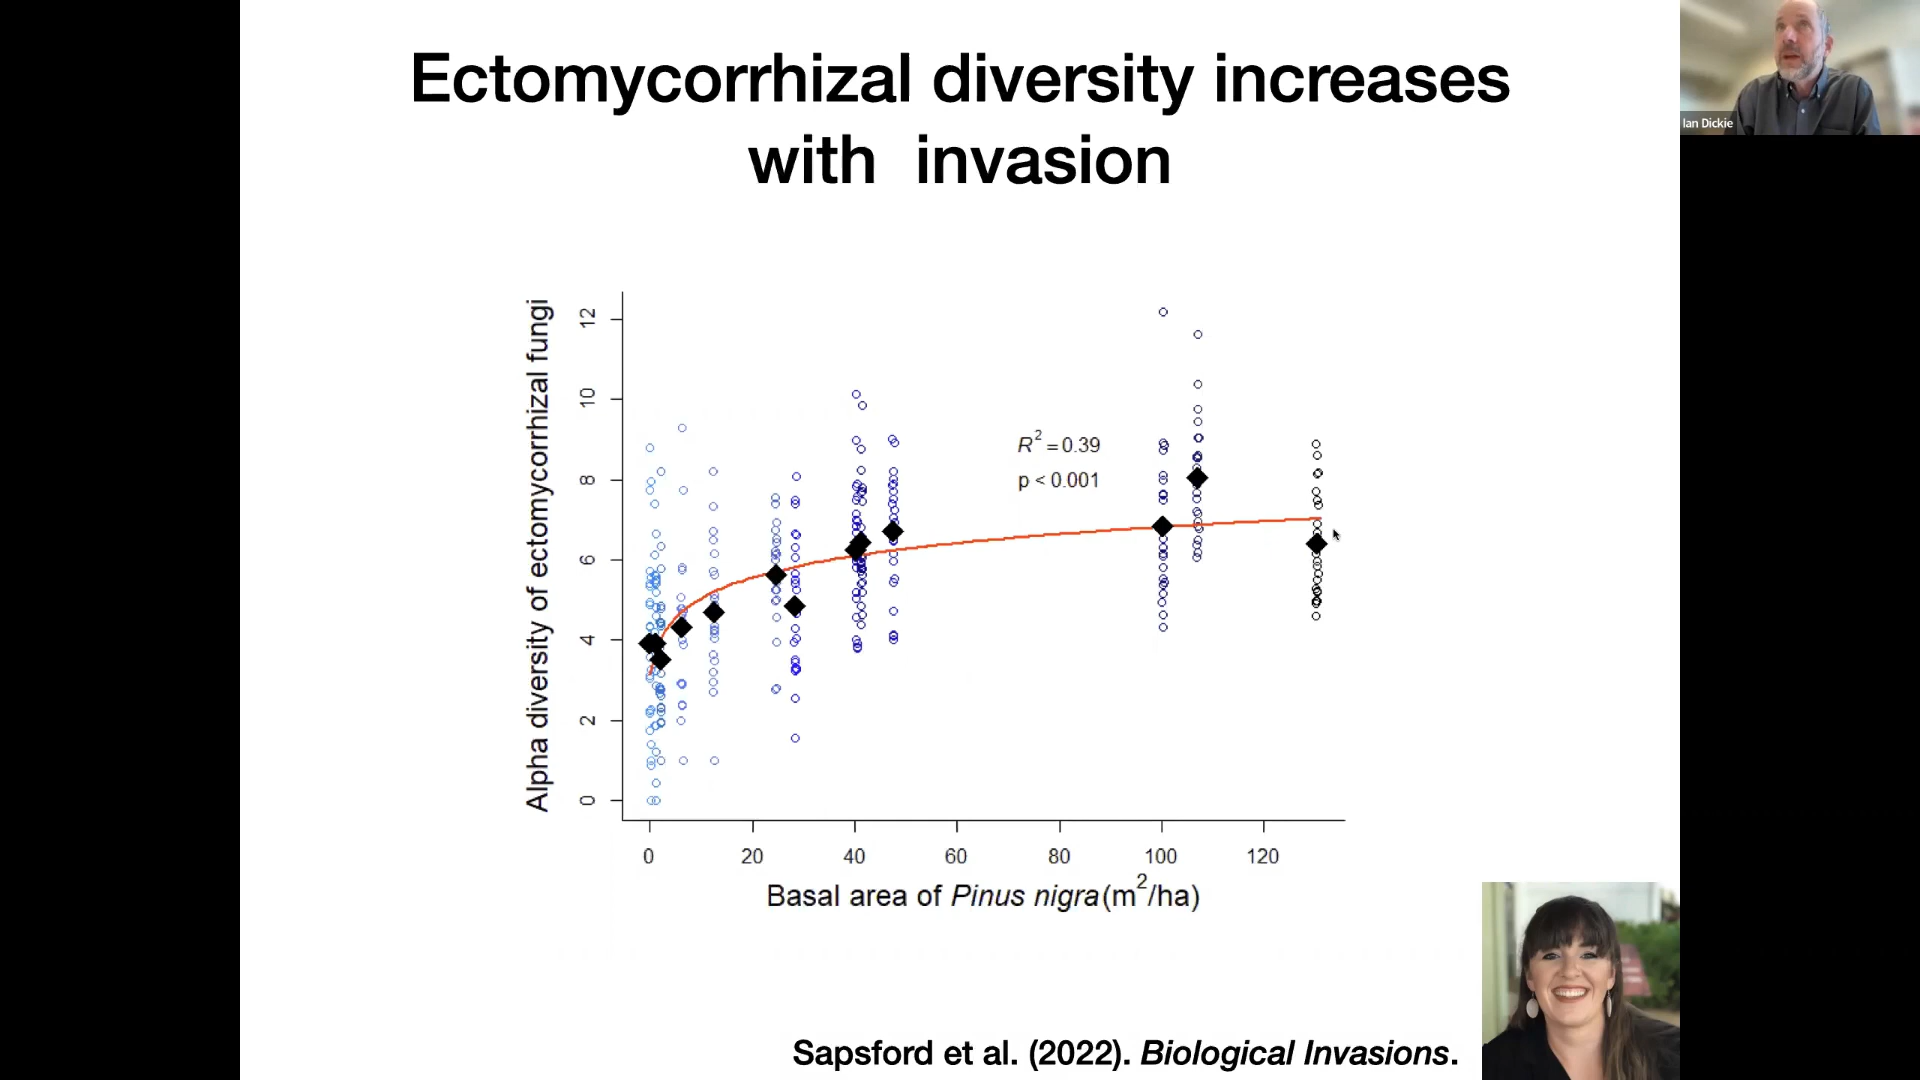 Ectomycorrhizal diversity increases
with invasion
Ian Dickie
Alpha diversity of ectomycorrhizal fungi
12
10
8
6
4
2
0
R² = 0.39
p < 0.001
0 20 40 60 80 100 120
Basal area of Pinus nigra(m²/ha)
Sapsford et al. (2022). Biological Invasions.